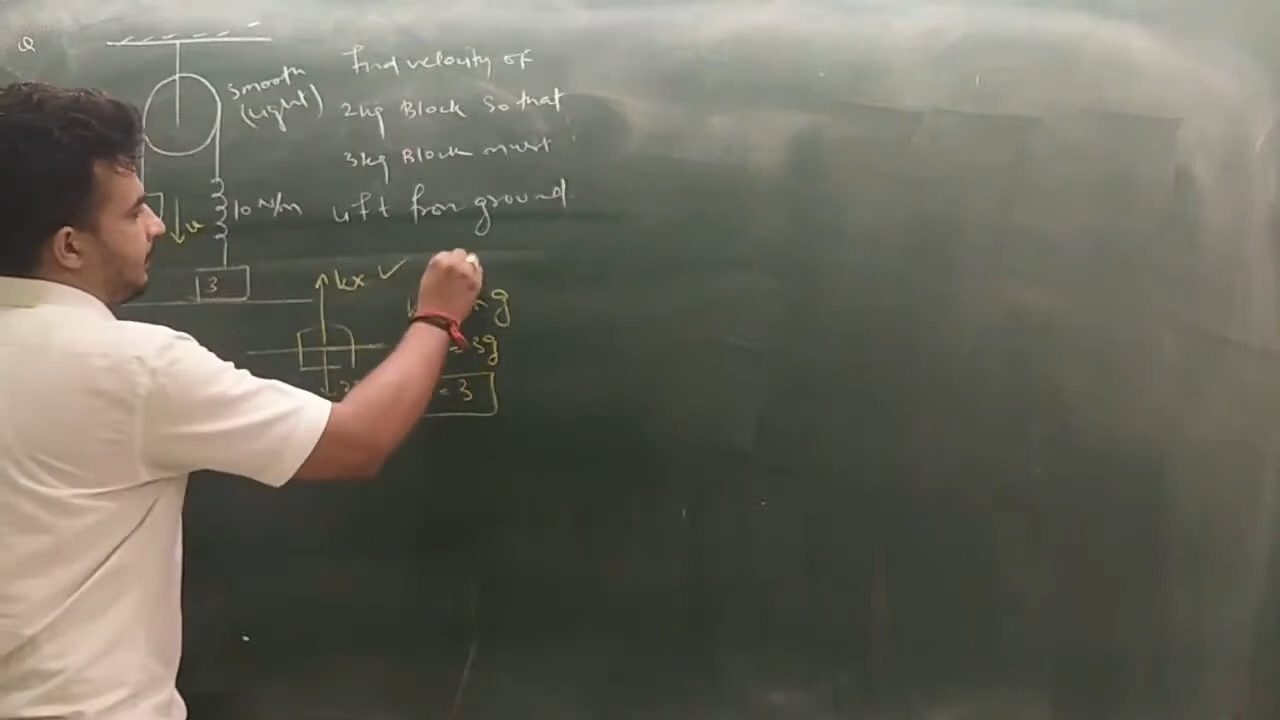 Q
smooth
(light)
Find velocity of
2kg Block So that
3kg Block must
lift from ground
10 N/m
v
3
kx ✓
g
= 3g
= 3